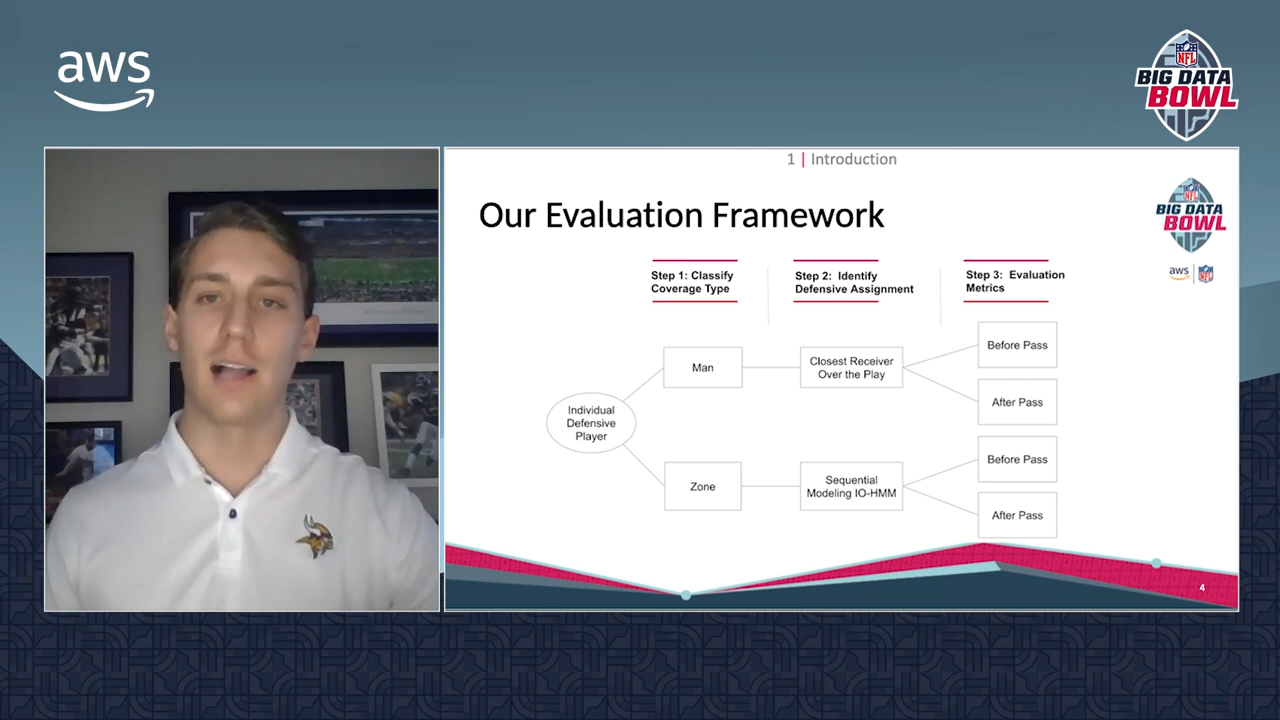 aws
NFL
BIG DATA
BOWL
1 | Introduction
Our Evaluation Framework
NFL
BIG DATA
BOWL
aws | NFL
Step 1: Classify
Coverage Type
Step 2: Identify
Defensive Assignment
Step 3: Evaluation
Metrics
Individual
Defensive
Player
Man
Closest Receiver
Over the Play
Before Pass
After Pass
Zone
Sequential
Modeling IO-HMM
Before Pass
After Pass
4